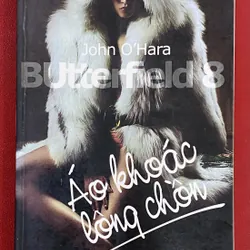 John O'Hara
BUtterfield 8
Áo khoác
lông chồn